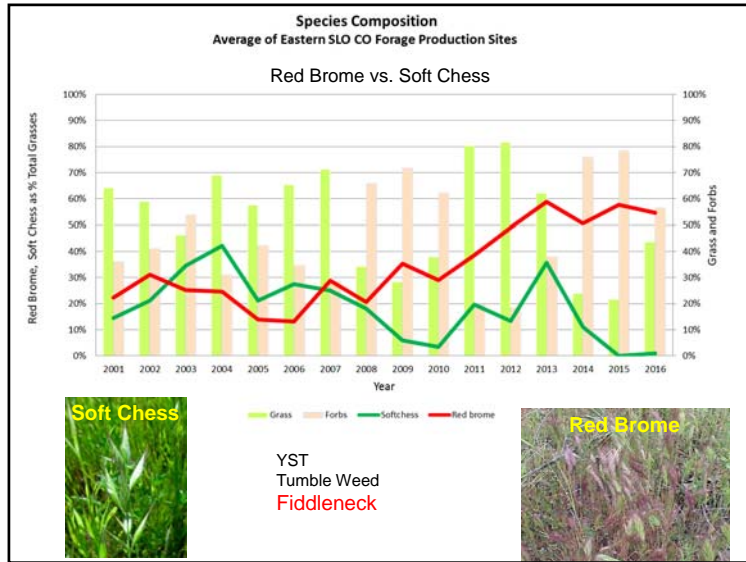 Species Composition
Average of Eastern SLO CO Forage Production Sites
Red Brome vs. Soft Chess
100%
90%
80%
70%
60%
50%
40%
30%
20%
10%
0%
Red Brome, Soft Chess as % Total Grasses
100%
90%
80%
70%
60%
50%
40%
30%
20%
10%
0%
Grass and Forbs
2001 2002 2003 2004 2005 2006 2007 2008 2009 2010 2011 2012 2013 2014 2015 2016
Year
Grass Forbs Softchess Red brome
Soft Chess
Red Brome
YST
Tumble Weed
Fiddleneck